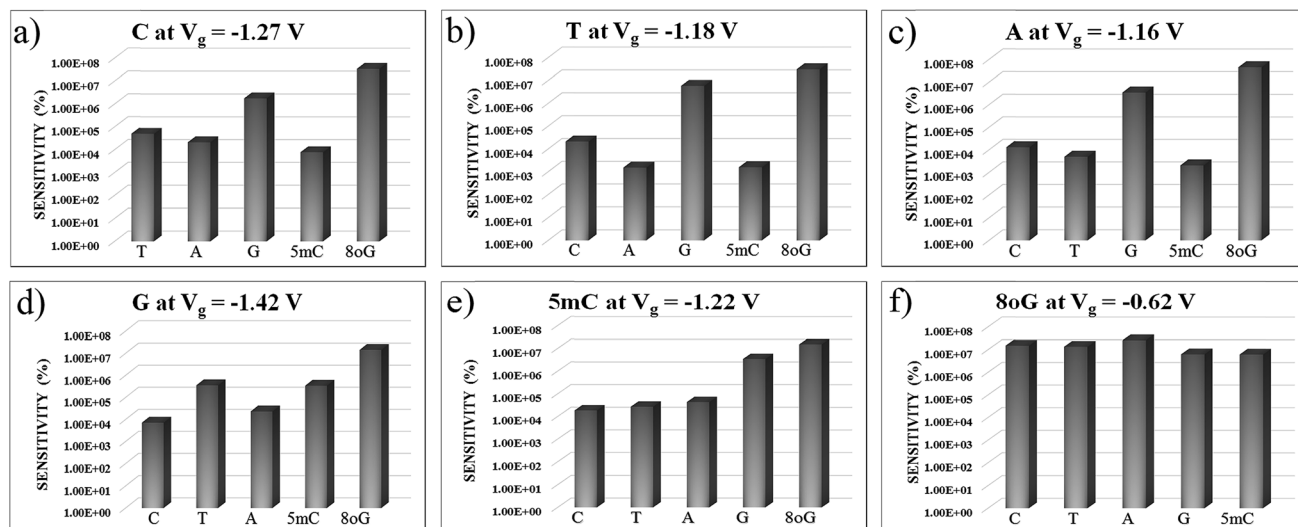 a)
C at Vg = -1.27 V
SENSITIVITY (%)
1.00E+08
1.00E+07
1.00E+06
1.00E+05
1.00E+04
1.00E+03
1.00E+02
1.00E+01
1.00E+00
T A G 5mC 8oG
b)
T at Vg = -1.18 V
SENSITIVITY (%)
1.00E+08
1.00E+07
1.00E+06
1.00E+05
1.00E+04
1.00E+03
1.00E+02
1.00E+01
1.00E+00
C A G 5mC 8oG
c)
A at Vg = -1.16 V
SENSITIVITY (%)
1.00E+08
1.00E+07
1.00E+06
1.00E+05
1.00E+04
1.00E+03
1.00E+02
1.00E+01
1.00E+00
C T G 5mC 8oG
d)
G at Vg = -1.42 V
SENSITIVITY (%)
1.00E+08
1.00E+07
1.00E+06
1.00E+05
1.00E+04
1.00E+03
1.00E+02
1.00E+01
1.00E+00
C T A 5mC 8oG
e)
5mC at Vg = -1.22 V
SENSITIVITY (%)
1.00E+08
1.00E+07
1.00E+06
1.00E+05
1.00E+04
1.00E+03
1.00E+02
1.00E+01
1.00E+00
C T A G 8oG
f)
8oG at Vg = -0.62 V
SENSITIVITY (%)
1.00E+08
1.00E+07
1.00E+06
1.00E+05
1.00E+04
1.00E+03
1.00E+02
1.00E+01
1.00E+00
C T A G 5mC